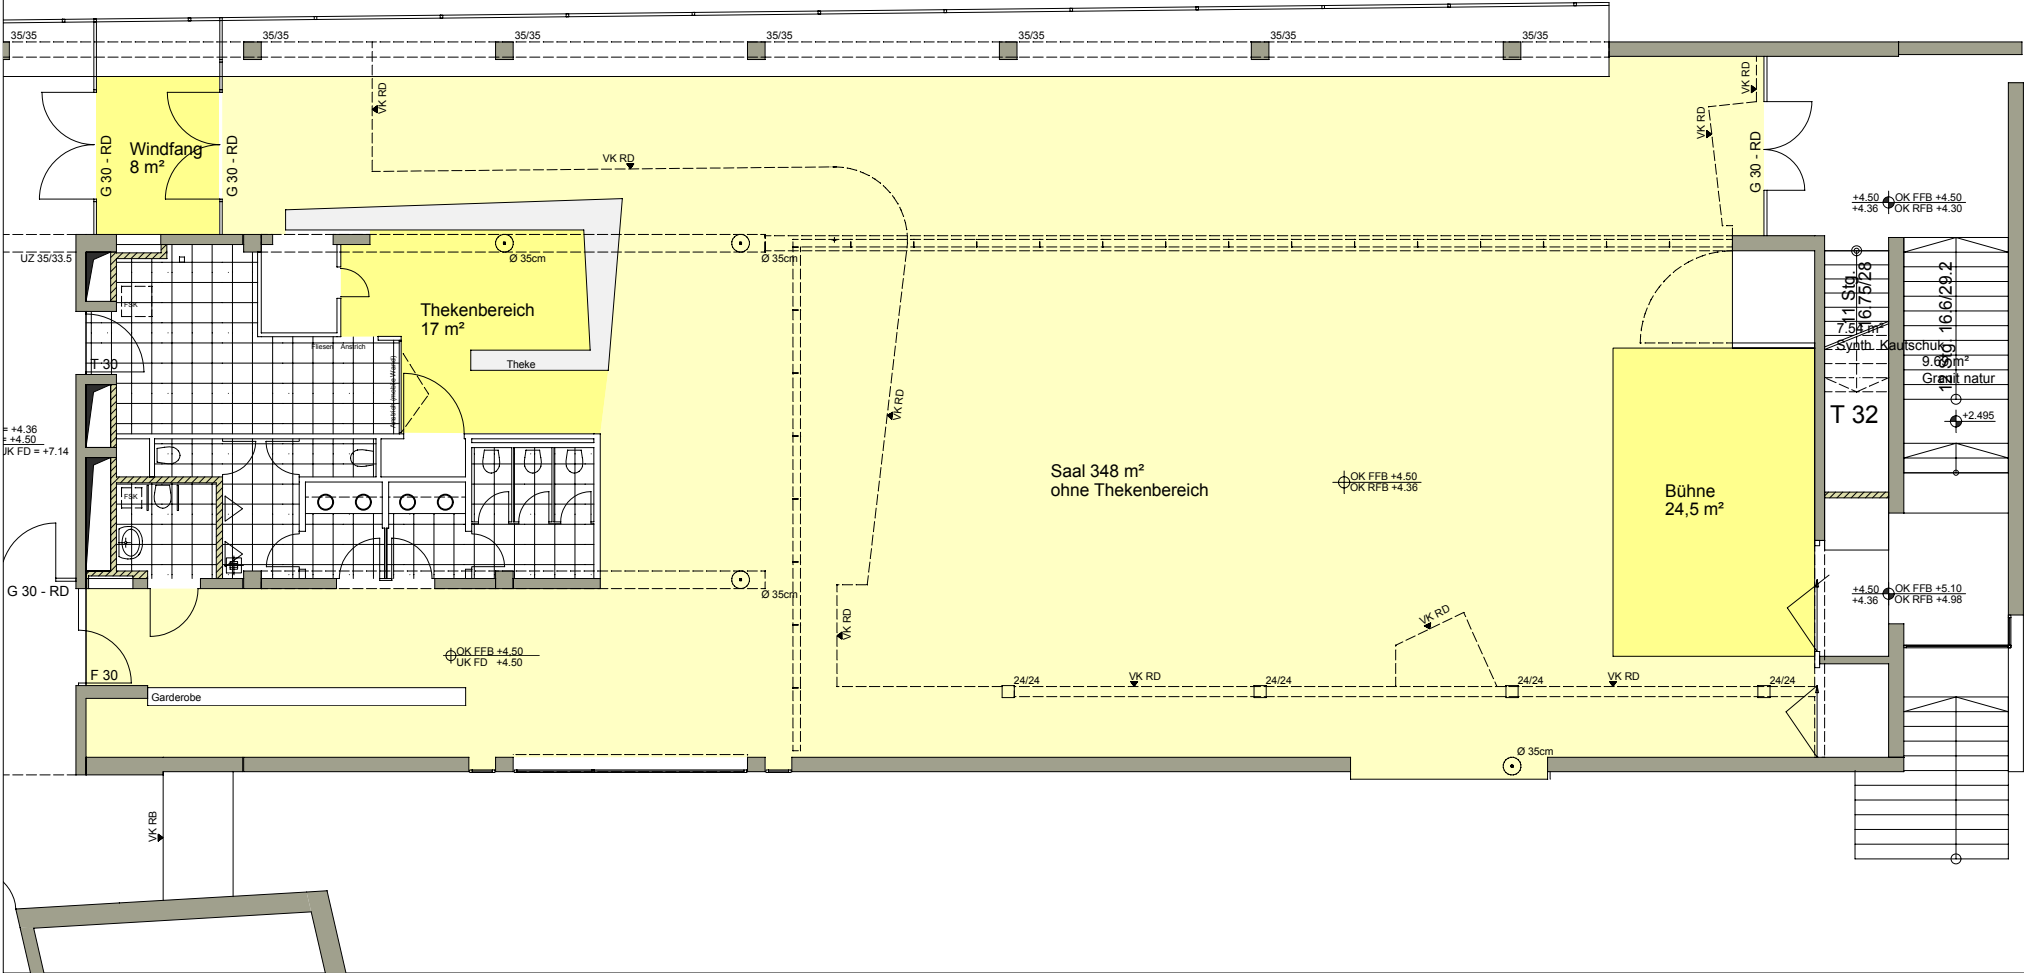 35/35
35/35
35/35
35/35
35/35
35/35
35/35
VK RD
VK RD
VK RD
VK RD
G 30 - RD
Windfang
8 m²
G 30 - RD
G 30 - RD
+4.50 OK FFB +4.50
+4.36 OK RFB +4.30
UZ 35/33.5
Ø 35cm
Ø 35cm
FSK
Thekenbereich
17 m²
Fliesen Anstrich
Theke
T 30
11 Stg.
16.75/28
16.6/29.2
7.54 m²
Synth. Kautschuk
Granit natur
T 32
+2.495
VK RD
= +4.36
= +4.50
UK FD = +7.14
Saal 348 m²
ohne Thekenbereich
OK FFB +4.50
OK RFB +4.36
Bühne
24,5 m²
FSK
G 30 - RD
Ø 35cm
+4.50 OK FFB +5.10
+4.36 OK RFB +4.98
VK RD
VK RD
OK FFB +4.50
UK FD +4.50
F 30
Garderobe
24/24
VK RD
24/24
24/24
VK RD
24/24
Ø 35cm
VK RB